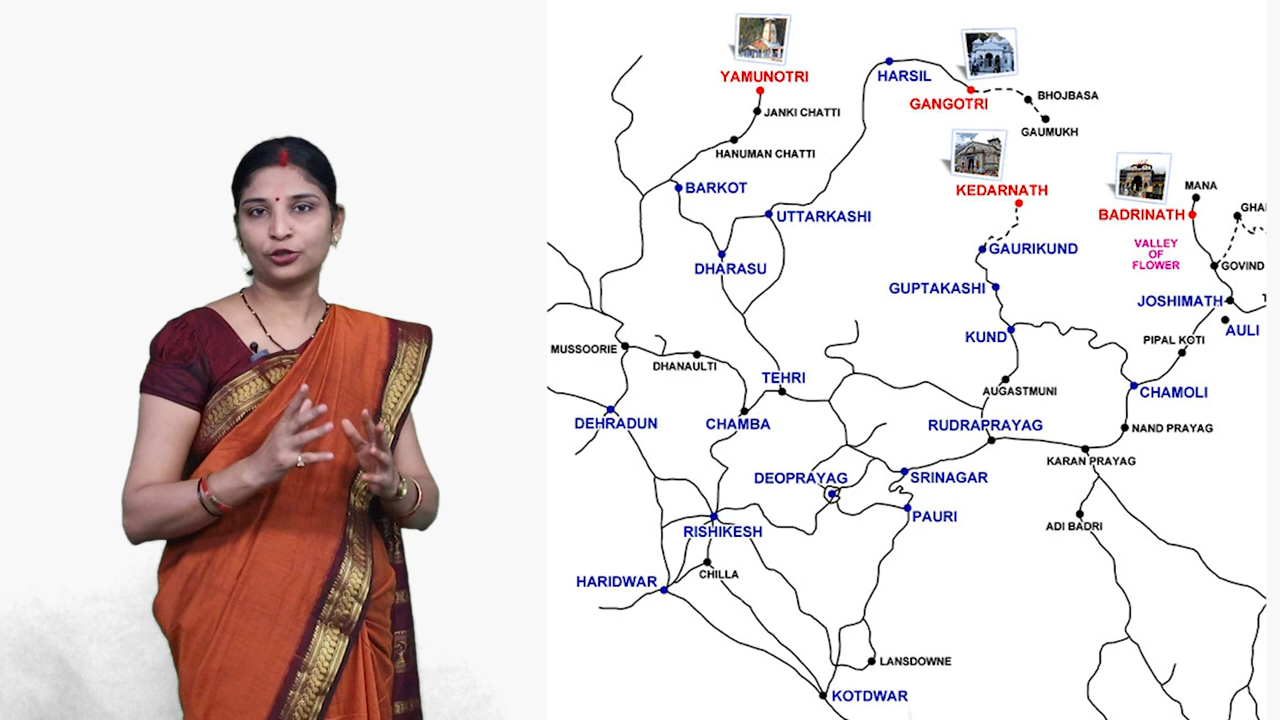 YAMUNOTRI
HARSIL
GANGOTRI
BHOJBASA
JANKI CHATTI
GAUMUKH
HANUMAN CHATTI
BARKOT
KEDARNATH
MANA
UTTARKASHI
BADRINATH
VALLEY
OF
FLOWER
GAURIKUND
DHARASU
GOVIND
GUPTAKASHI
JOSHIMATH
AULI
KUND
PIPAL KOTI
MUSSOORIE
DHANAULTI
TEHRI
AUGASTMUNI
CHAMOLI
DEHRADUN
CHAMBA
RUDRAPRAYAG
NAND PRAYAG
KARAN PRAYAG
DEOPRAYAG
SRINAGAR
PAURI
ADI BADRI
RISHIKESH
CHILLA
HARIDWAR
LANSDOWNE
KOTDWAR